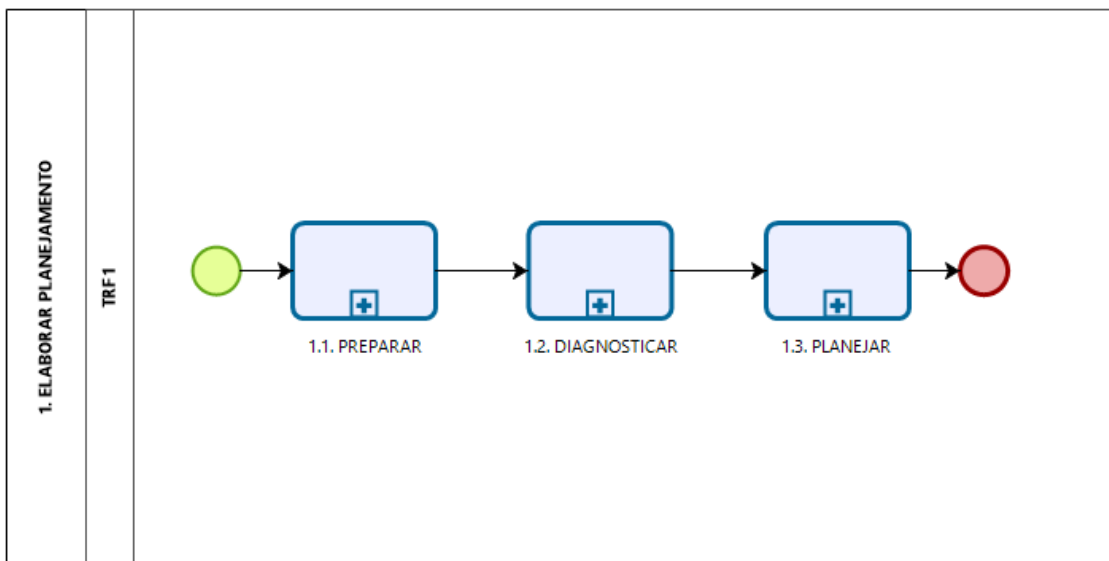 1. ELABORAR PLANEJAMENTO
TRF1
1.1. PREPARAR
1.2. DIAGNOSTICAR
1.3. PLANEJAR